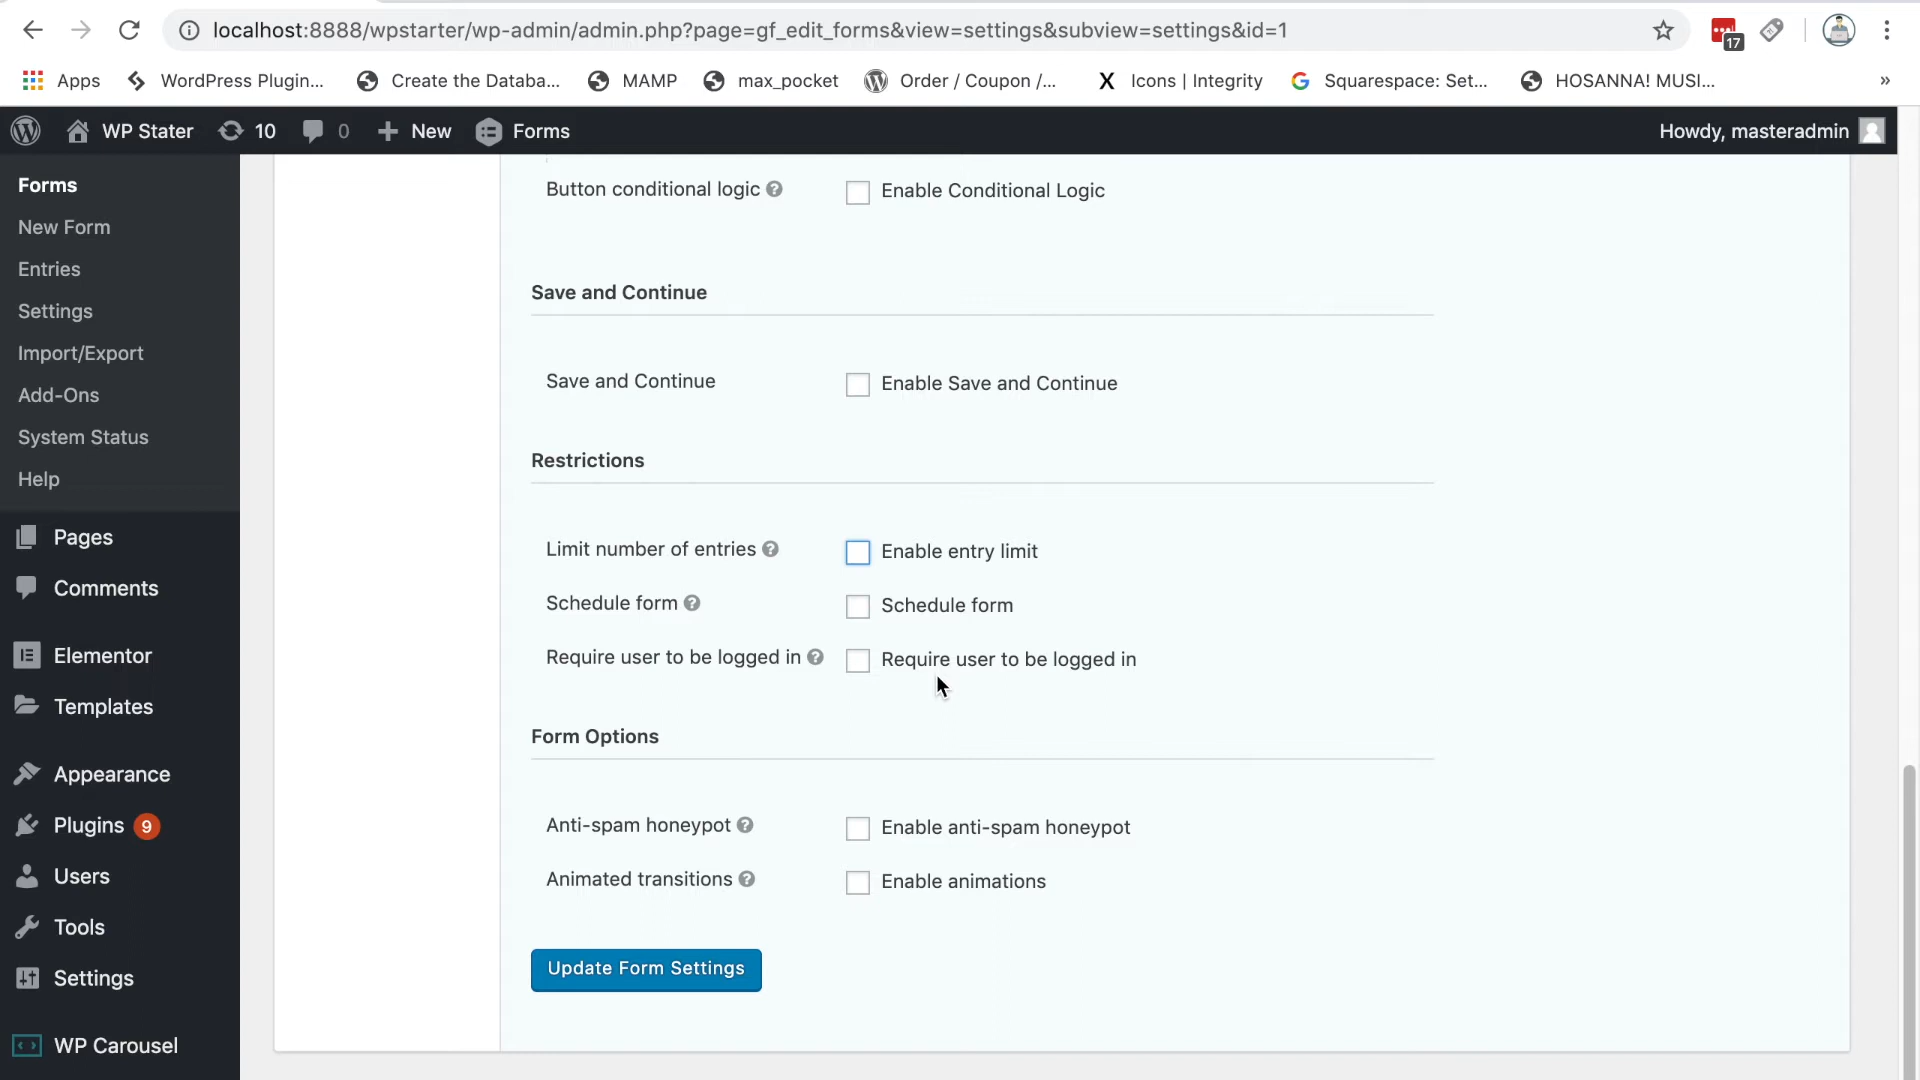 localhost:8888/wpstarter/wp-admin/admin.php?page=gf_edit_forms&view=settings&subview=settings&id=1
17
Apps
WordPress Plugin...
Create the Databa...
MAMP
max_pocket
Order / Coupon /...
Icons | Integrity
Squarespace: Set...
HOSANNA! MUSI...
»
WP Stater
10
0
New
Forms
Howdy, masteradmin
Forms
New Form
Entries
Settings
Import/Export
Add-Ons
System Status
Help
Pages
Comments
Elementor
Templates
Appearance
Plugins 9
Users
Tools
Settings
WP Carousel
Button conditional logic ?
Enable Conditional Logic
Save and Continue
Save and Continue
Enable Save and Continue
Restrictions
Limit number of entries ?
Enable entry limit
Schedule form ?
Schedule form
Require user to be logged in ?
Require user to be logged in
Form Options
Anti-spam honeypot ?
Enable anti-spam honeypot
Animated transitions ?
Enable animations
Update Form Settings